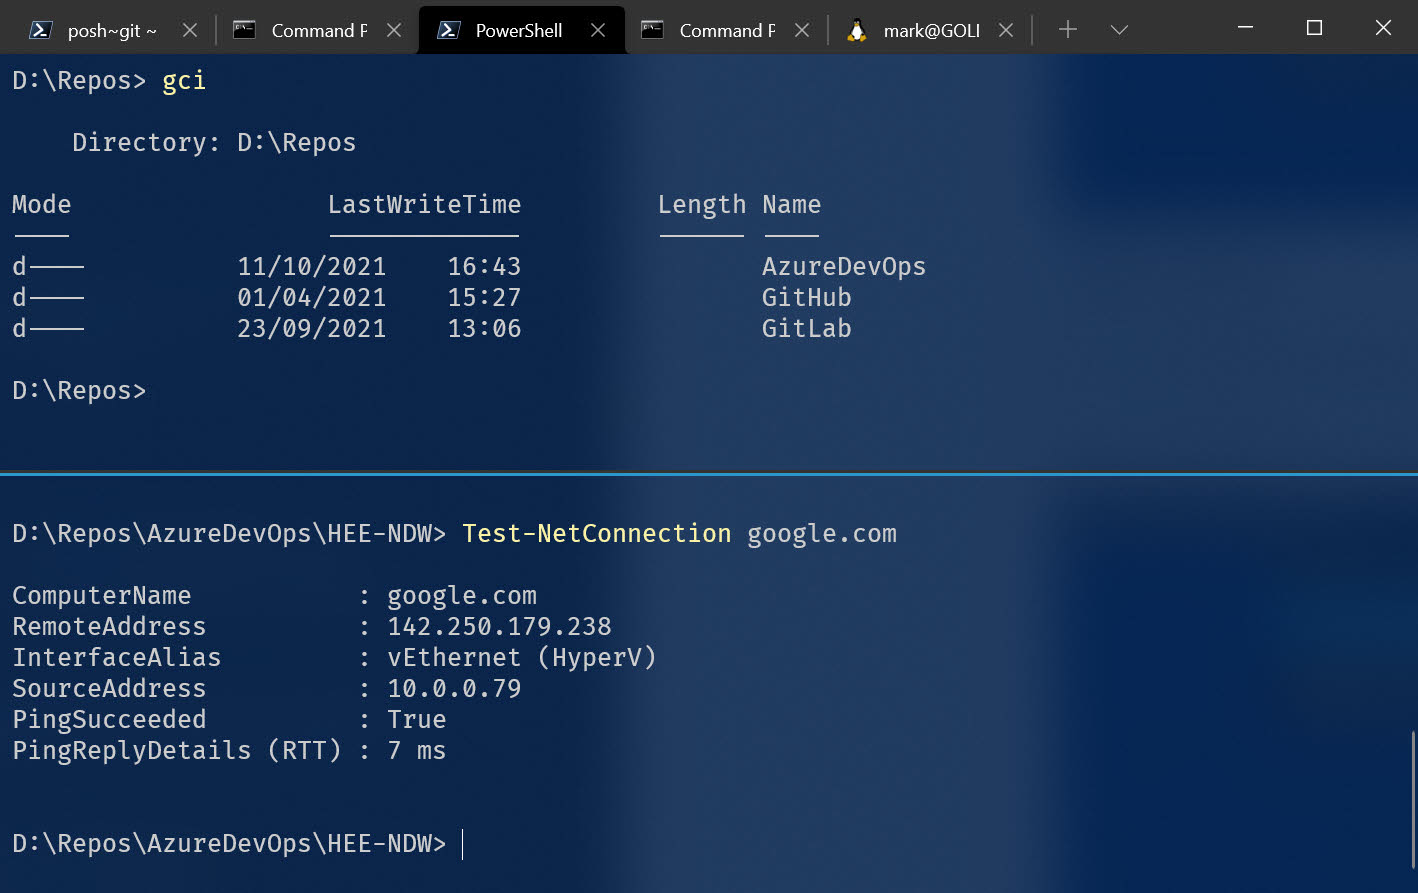 posh~git ~ Command P PowerShell Command P mark@GOLI
D:\Repos> gci
Directory: D:\Repos
Mode LastWriteTime Length Name
---- ------------- ------ ----
d---- 11/10/2021 16:43 AzureDevOps
d---- 01/04/2021 15:27 GitHub
d---- 23/09/2021 13:06 GitLab
D:\Repos>
D:\Repos\AzureDevOps\HEE-NDW> Test-NetConnection google.com
ComputerName : google.com
RemoteAddress : 142.250.179.238
InterfaceAlias : vEthernet (HyperV)
SourceAddress : 10.0.0.79
PingSucceeded : True
PingReplyDetails (RTT) : 7 ms
D:\Repos\AzureDevOps\HEE-NDW>